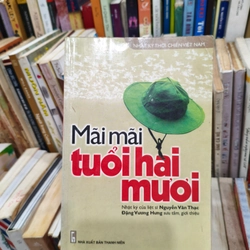 NHẬT KÝ THỜI CHIẾN VIỆT NAM
Mãi mãi
tuổi hai
mươi
Nhật ký của liệt sĩ Nguyễn Văn Thạc
Đặng Vương Hưng sưu tầm, giới thiệu
NHÀ XUẤT BẢN THANH NIÊN